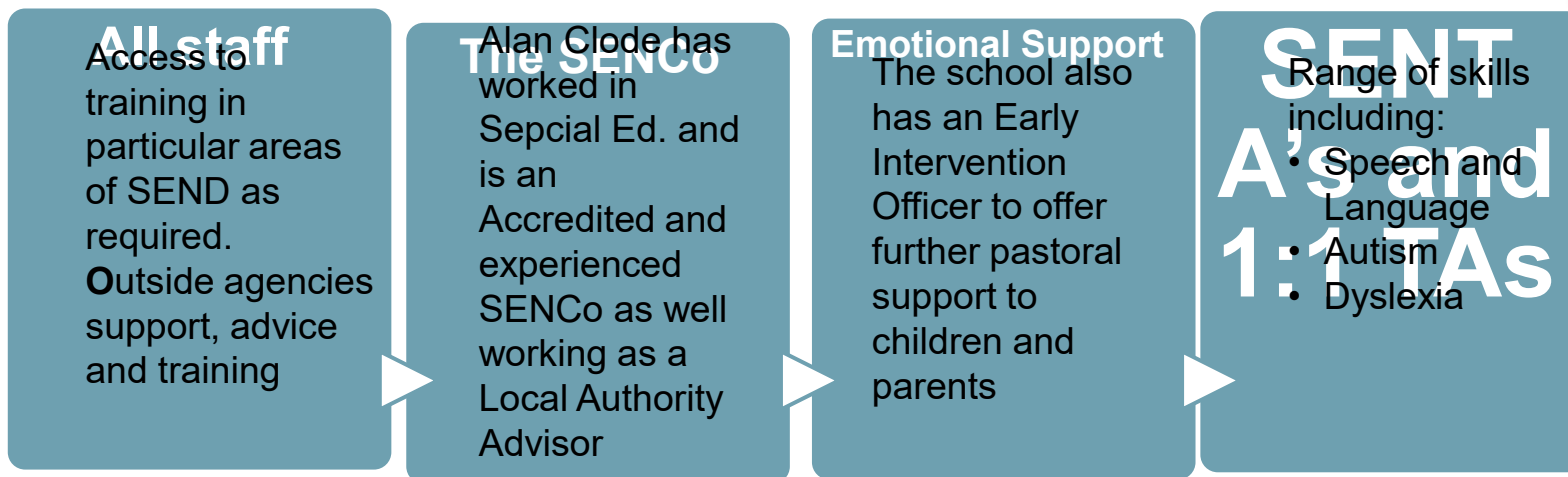 All staff
Access to
training in
particular areas
of SEND as
required.
Outside agencies
support, advice
and training
The SENCo
Alan Clode has
worked in
Sepcial Ed. and
is an
Accredited and
experienced
SENCo as well
working as a
Local Authority
Advisor
Emotional Support
The school also
has an Early
Intervention
Officer to offer
further pastoral
support to
children and
parents
SENT
A’s and
1:1 TAs
Range of skills
including:
• Speech and
Language
• Autism
• Dyslexia